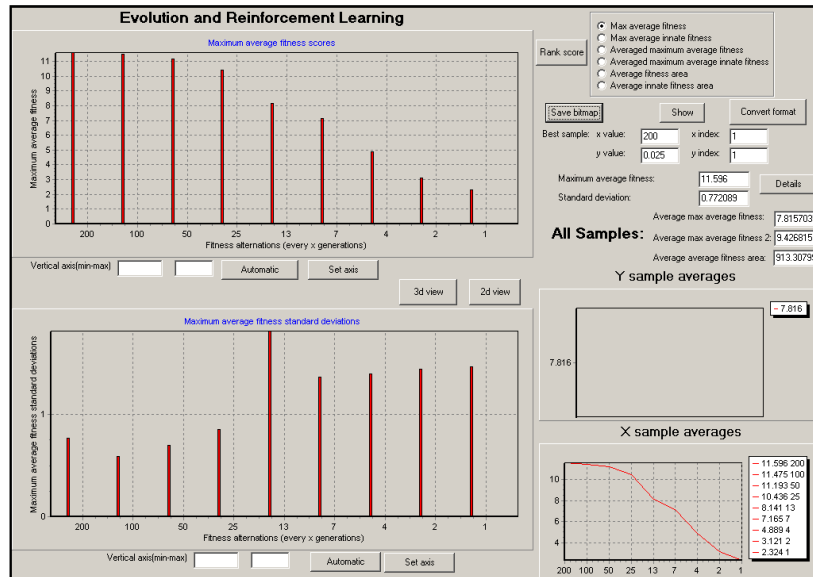 Evolution and Reinforcement Learning
Maximum average fitness scores
Maximum average fitness
11
10
9
8
7
6
5
4
3
2
1
0
200 100 50 25 13 7 4 2 1
Fitness alternations (every x generations)
Vertical axis(min-max)
Automatic
Set axis
3d view
2d view
Maximum average fitness standard deviations
Maximum average fitness standard deviations
1
0
200 100 50 25 13 7 4 2 1
Fitness alternations (every x generations)
Vertical axis(min-max)
Automatic
Set axis
Rank score
Max average fitness
Max average innate fitness
Averaged maximum average fitness
Averaged maximum average innate fitness
Average fitness area
Average innate fitness area
Save bitmap
Show
Convert format
Best sample: x value: 200 x index: 1
y value: 0.025 y index: 1
Maximum average fitness: 11.596
Standard deviation: 0.772089
Details
All Samples:
Average max average fitness: 7.815703
Average max average fitness 2: 9.426815
Average average fitness area: 913.3079
Y sample averages
7.816
7.816
X sample averages
10
8
6
4
200 100 50 25 13 7 4 2 1
11.596 200
11.475 100
11.193 50
10.436 25
8.141 13
7.165 7
4.889 4
3.121 2
2.324 1